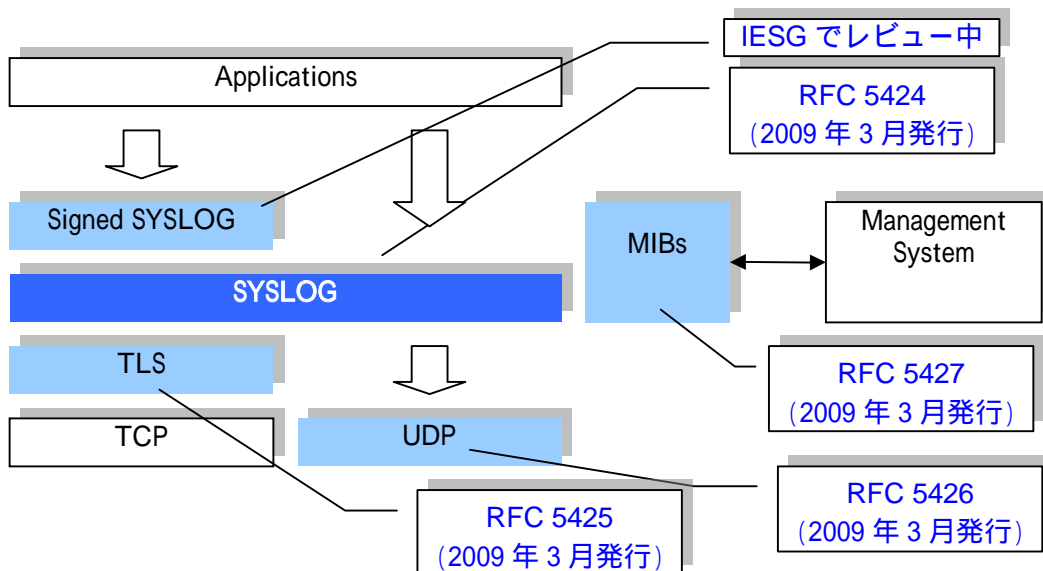 IESG でレビュー中
Applications
RFC 5424
(2009 年 3 月発行)
Signed SYSLOG
MIBs
Management
System
SYSLOG
TLS
RFC 5427
(2009 年 3 月発行)
TCP
UDP
RFC 5426
(2009 年 3 月発行)
RFC 5425
(2009 年 3 月発行)